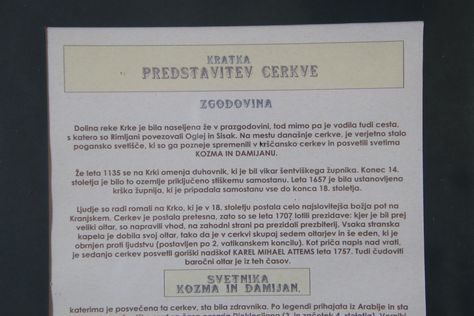 KRATKA
PREDSTAVITEV CERKVE
ZGODOVINA
Dolina reke Krke je bila naseljena že v prazgodovini, tod mimo pa je vodila tudi cesta,
s katero so Rimljani povezovali Oglej in Sisak. Na mestu današnje cerkve, je verjetno stalo
pogansko svetišče, ki so ga pozneje spremenili v krščansko cerkev in posvetili svetima
KOZMA IN DAMIJANU.
Že leta 1135 se na Krki omenja duhovnik, ki je bil vikar šentviškega župnika. Konec 14.
stoletja je bilo to ozemlje priključeno stiškemu samostanu. Leta 1657 je bila ustanovljena
krška župnija, ki je pripadala samostanu vse do konca 18. stoletja.
Ljudje so radi romali na Krko, ki je v 18. stoletju postala celo najslovitejša božja pot na
Kranjskem. Cerkev je postala pretesna, zato so se leta 1707 lotili prezidave: kjer je bil prej
veliki oltar, so napravili vhod, na zahodni strani pa prezidali prezbiterij. Vsaka stranska
kapela je dobila svoj oltar, tako da je v cerkvi skupaj sedem oltarjev in še eden, ki je
obrnjen proti ljudstvu (postavljen po 2. vatikanskem koncilu). Kot priča napis nad vrati,
je sedanjo cerkev posvetil goriški nadškof KAREL MIHAEL ATTEMS leta 1757. Tudi čudoviti
baročni oltar je iz teh časov.
SVETNIKA
KOZMA IN DAMIJAN,
katerima je posvečena ta cerkev, sta bila zdravnika. Po legendi prihajata iz Arabije in sta